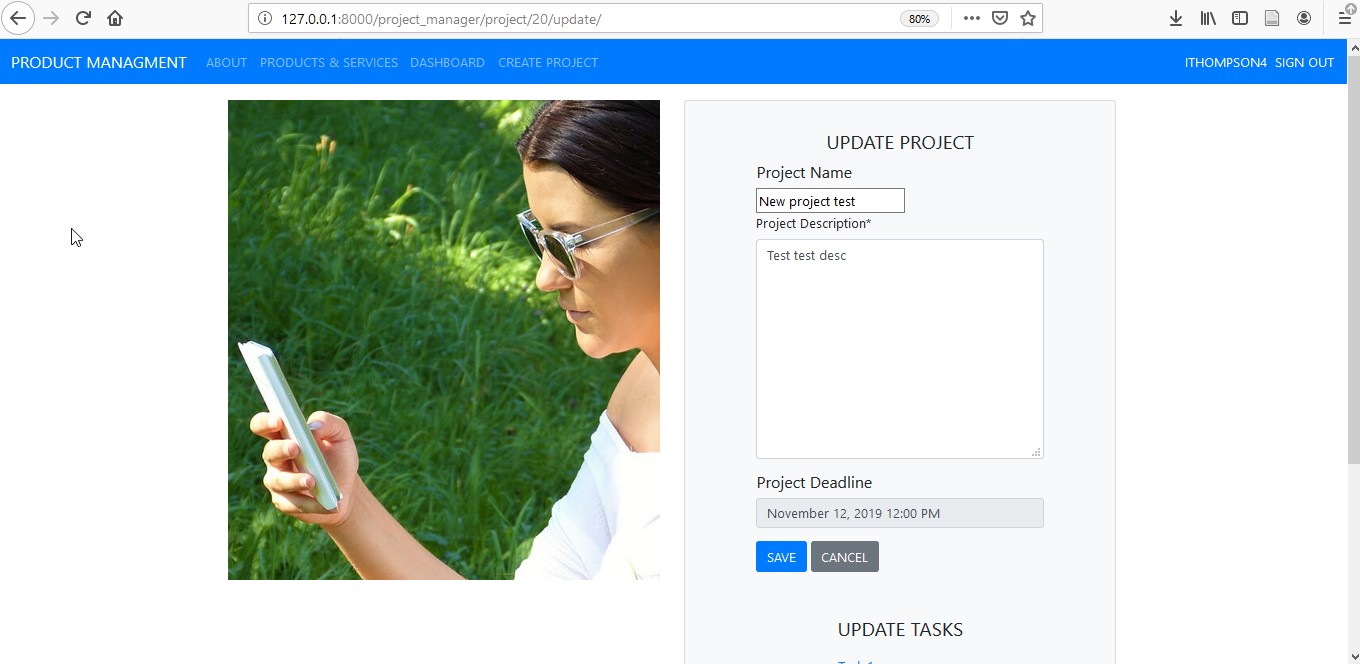 127.0.0.1:8000/project_manager/project/20/update/ 80%
PRODUCT MANAGMENT ABOUT PRODUCTS & SERVICES DASHBOARD CREATE PROJECT ITHOMPSON4 SIGN OUT
UPDATE PROJECT
Project Name
New project test
Project Description*
Test test desc
Project Deadline
November 12, 2019 12:00 PM
SAVE CANCEL
UPDATE TASKS